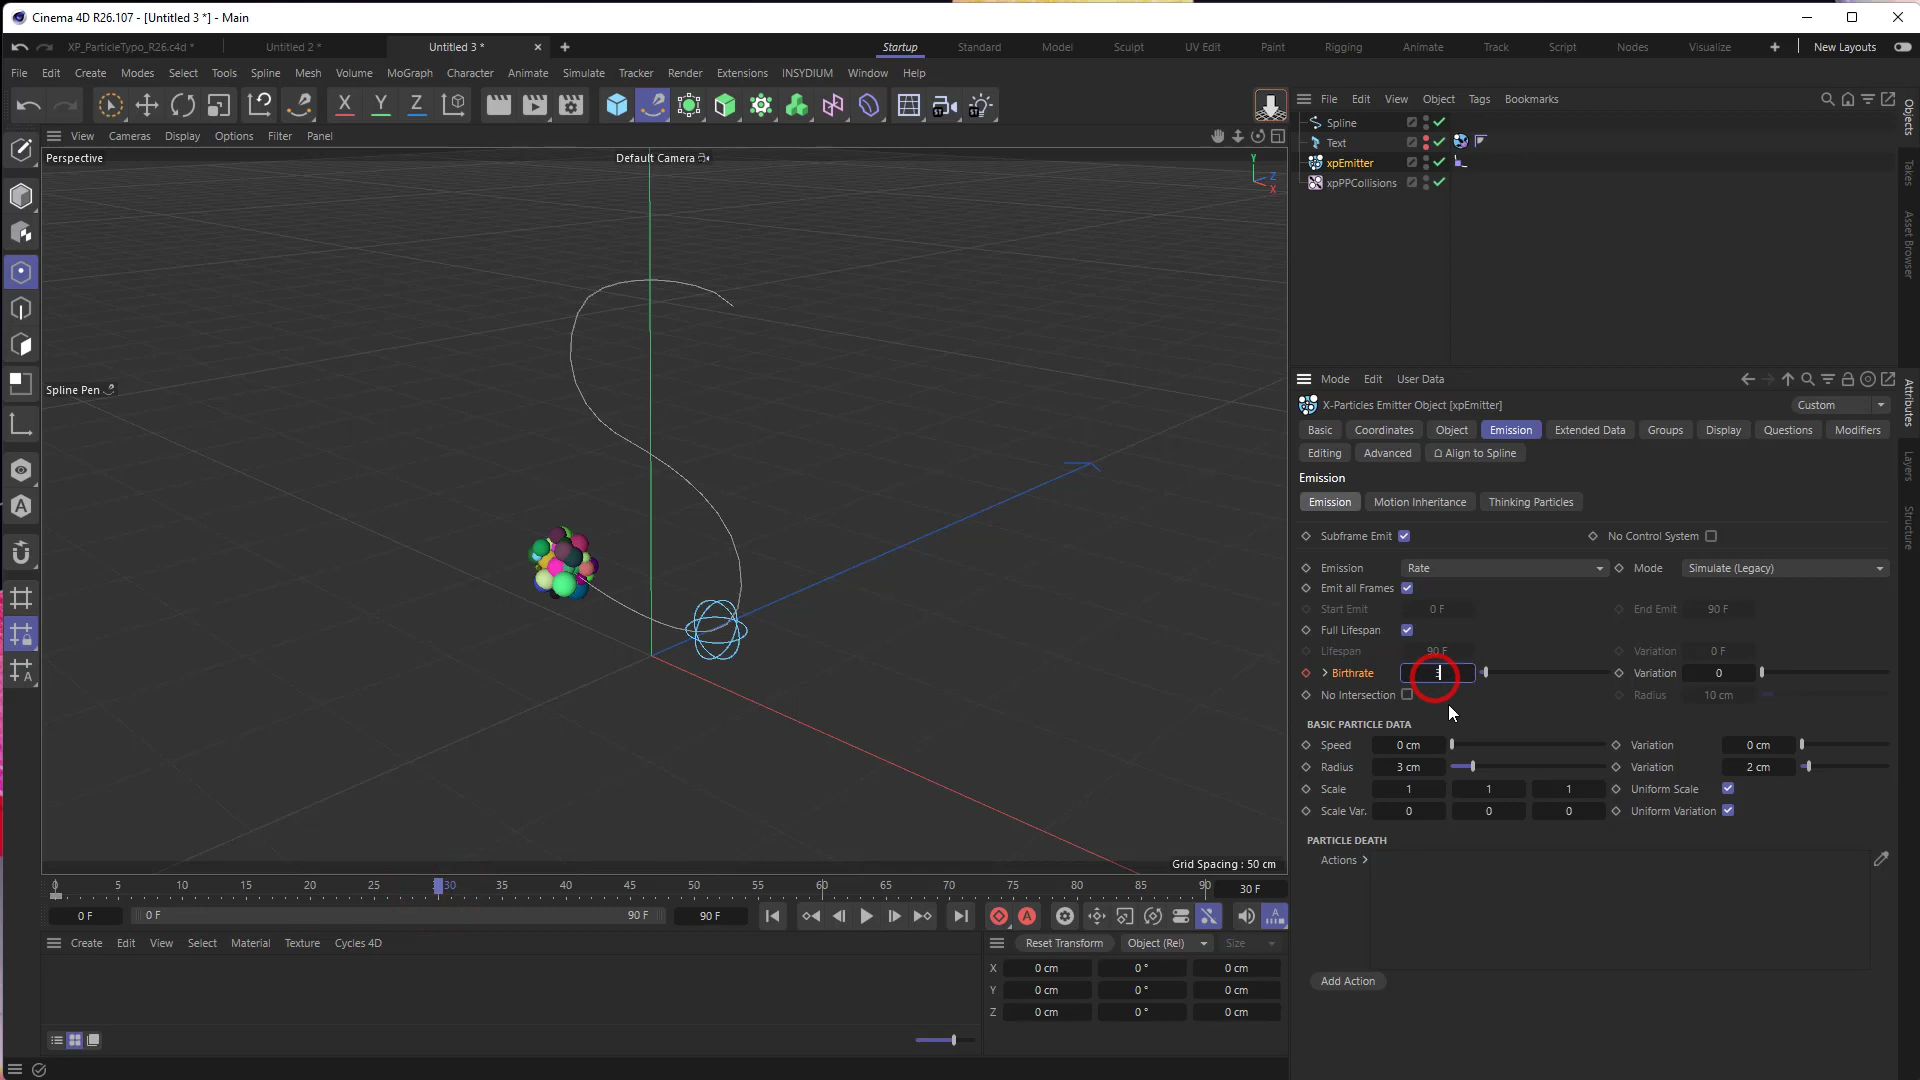 Cinema 4D R26.107 - [Untitled 3 *] - Main
XP_ParticleTypo_R26.c4d * Untitled 2 * Untitled 3 * Startup Standard Model Sculpt UV Edit Paint Rigging Animate Track Script Nodes Visualize New Layouts
File Edit Create Modes Select Tools Spline Mesh Volume MoGraph Character Animate Simulate Tracker Render Extensions INSYDIUM Window Help
X Y Z
File Edit View Object Tags Bookmarks
Objects
Takes
Asset Browser
View Cameras Display Options Filter Panel
Perspective Default Camera
Y
Z
X
Spline Pen
Grid Spacing : 50 cm
Spline
Text
xpEmitter
xpPPCollisions
Mode Edit User Data
Attributes
Layers
Structure
X-Particles Emitter Object [xpEmitter] Custom
Basic Coordinates Object Emission Extended Data Groups Display Questions Modifiers
Editing Advanced Align to Spline
Emission
Emission Motion Inheritance Thinking Particles
Subframe Emit No Control System
Emission Rate Mode Simulate (Legacy)
Emit all Frames
Start Emit 0 F End Emit 90 F
Full Lifespan
Lifespan 90 F Variation 0 F
Birthrate Variation 0
No Intersection Radius 10 cm
BASIC PARTICLE DATA
Speed 0 cm Variation 0 cm
Radius 3 cm Variation 2 cm
Scale 1 1 1 Uniform Scale
Scale Var. 0 0 0 Uniform Variation
PARTICLE DEATH
Actions
Add Action
0 5 10 15 20 25 30 35 40 45 50 55 60 65 70 75 80 85 90 30 F
0 F 0 F 90 F 90 F
Create Edit View Select Material Texture Cycles 4D
Reset Transform Object (Rel) Size
X 0 cm 0 ° 0 cm
Y 0 cm 0 ° 0 cm
Z 0 cm 0 ° 0 cm